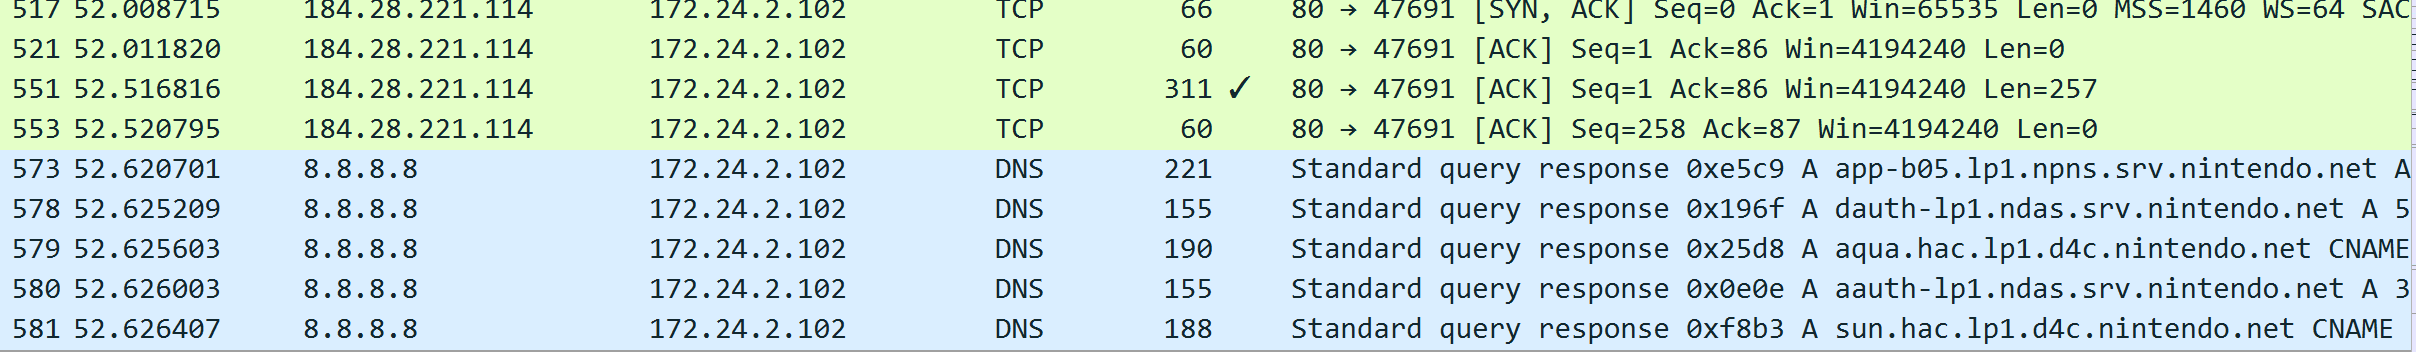 517 52.008715 184.28.221.114 172.24.2.102 TCP 66 80 → 47691 [SYN, ACK] Seq=0 Ack=1 Win=65535 Len=0 MSS=1460 WS=64 SAC
521 52.011820 184.28.221.114 172.24.2.102 TCP 60 80 → 47691 [ACK] Seq=1 Ack=86 Win=4194240 Len=0
551 52.516816 184.28.221.114 172.24.2.102 TCP 311 ✓ 80 → 47691 [ACK] Seq=1 Ack=86 Win=4194240 Len=257
553 52.520795 184.28.221.114 172.24.2.102 TCP 60 80 → 47691 [ACK] Seq=258 Ack=87 Win=4194240 Len=0
573 52.620701 8.8.8.8 172.24.2.102 DNS 221 Standard query response 0xe5c9 A app-b05.lp1.npns.srv.nintendo.net A
578 52.625209 8.8.8.8 172.24.2.102 DNS 155 Standard query response 0x196f A dauth-lp1.ndas.srv.nintendo.net A 5
579 52.625603 8.8.8.8 172.24.2.102 DNS 190 Standard query response 0x25d8 A aqua.hac.lp1.d4c.nintendo.net CNAME
580 52.626003 8.8.8.8 172.24.2.102 DNS 155 Standard query response 0x0e0e A aauth-lp1.ndas.srv.nintendo.net A 3
581 52.626407 8.8.8.8 172.24.2.102 DNS 188 Standard query response 0xf8b3 A sun.hac.lp1.d4c.nintendo.net CNAME